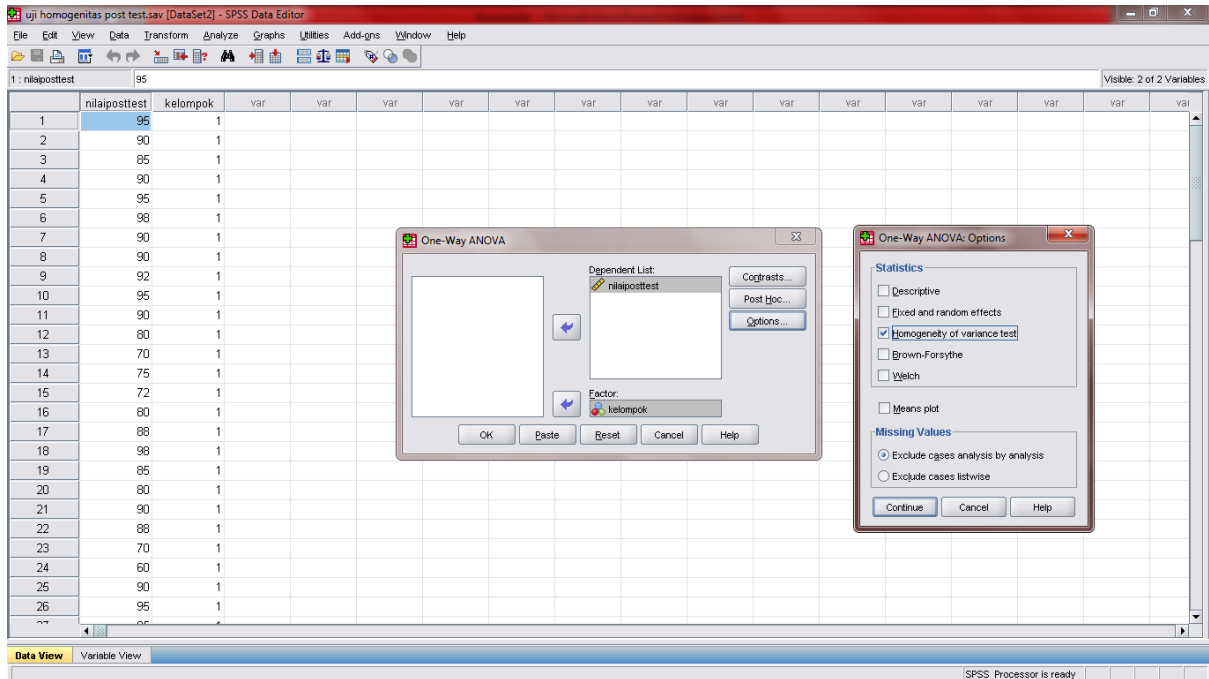 uji homogenitas post test.sav [DataSet2] - SPSS Data Editor
File Edit View Data Transform Analyze Graphs Utilities Add-ons Window Help
1 : nilaiposttest 95 Visible: 2 of 2 Variables
nilaiposttest kelompok var var var var var var var var var var var var var var
1 95 1
2 90 1
3 85 1
4 90 1
5 95 1
6 98 1
7 90 1
8 90 1
9 92 1
10 95 1
11 90 1
12 80 1
13 70 1
14 75 1
15 72 1
16 80 1
17 88 1
18 98 1
19 85 1
20 80 1
21 90 1
22 88 1
23 70 1
24 60 1
25 90 1
26 95 1
One-Way ANOVA
Dependent List:
nilaiposttest
Factor:
kelompok
Contrasts...
Post Hoc...
Options...
OK Paste Reset Cancel Help
One-Way ANOVA: Options
Statistics
Descriptive
Fixed and random effects
Homogeneity of variance test
Brown-Forsythe
Welch
Means plot
Missing Values
Exclude cases analysis by analysis
Exclude cases listwise
Continue Cancel Help
Data View Variable View
SPSS Processor is ready